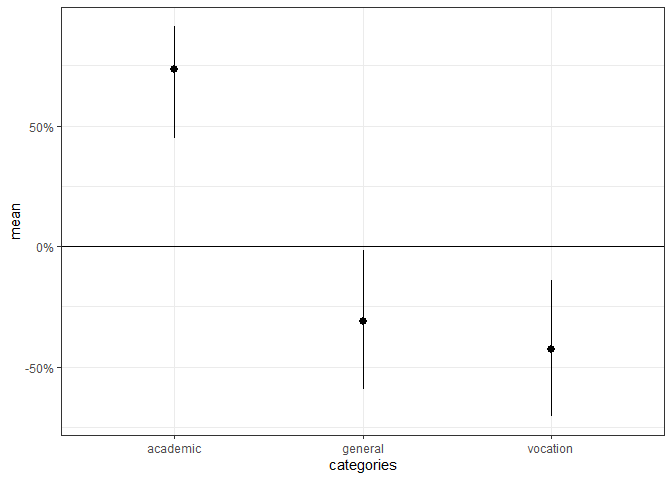 mean
50%
0%
-50%
academic general vocation
categories